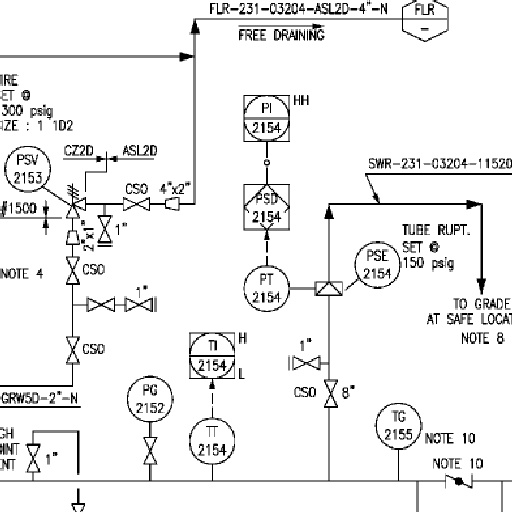 FLR-231-03204-ASL2D-4"-N
FLR
-
FREE DRAINING
IRE
SET @
300 psig
IZE : 1 1D2
PI
2154
HH
CZ2D
ASL2D
PSV
2153
CSO
4"x2"
SWR-231-03204-11520
PSD
2154
#1500
1"
2"x1"
TUBE RUPT.
SET @
150 psig
PSE
2154
NOTE 4
CSO
PT
2154
1"
TO GRADE
AT SAFE LOCAT
NOTE 8
CSO
TI
2154
H
L
1"
CSO
8"
GRW5D-2"-N
PG
2152
TT
2154
TG
2155
NOTE 10
CH
OINT
ENT
1"
NOTE 10